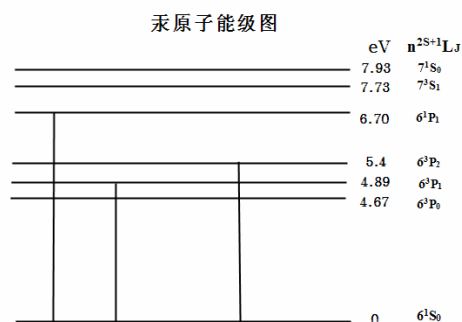 汞原子能级图
eV n²ˢ⁺¹Lᴊ
7.93 7¹S₀
7.73 7³S₁
6.70 6¹P₁
5.4 6³P₂
4.89 6³P₁
4.67 6³P₀
0 6¹S₀